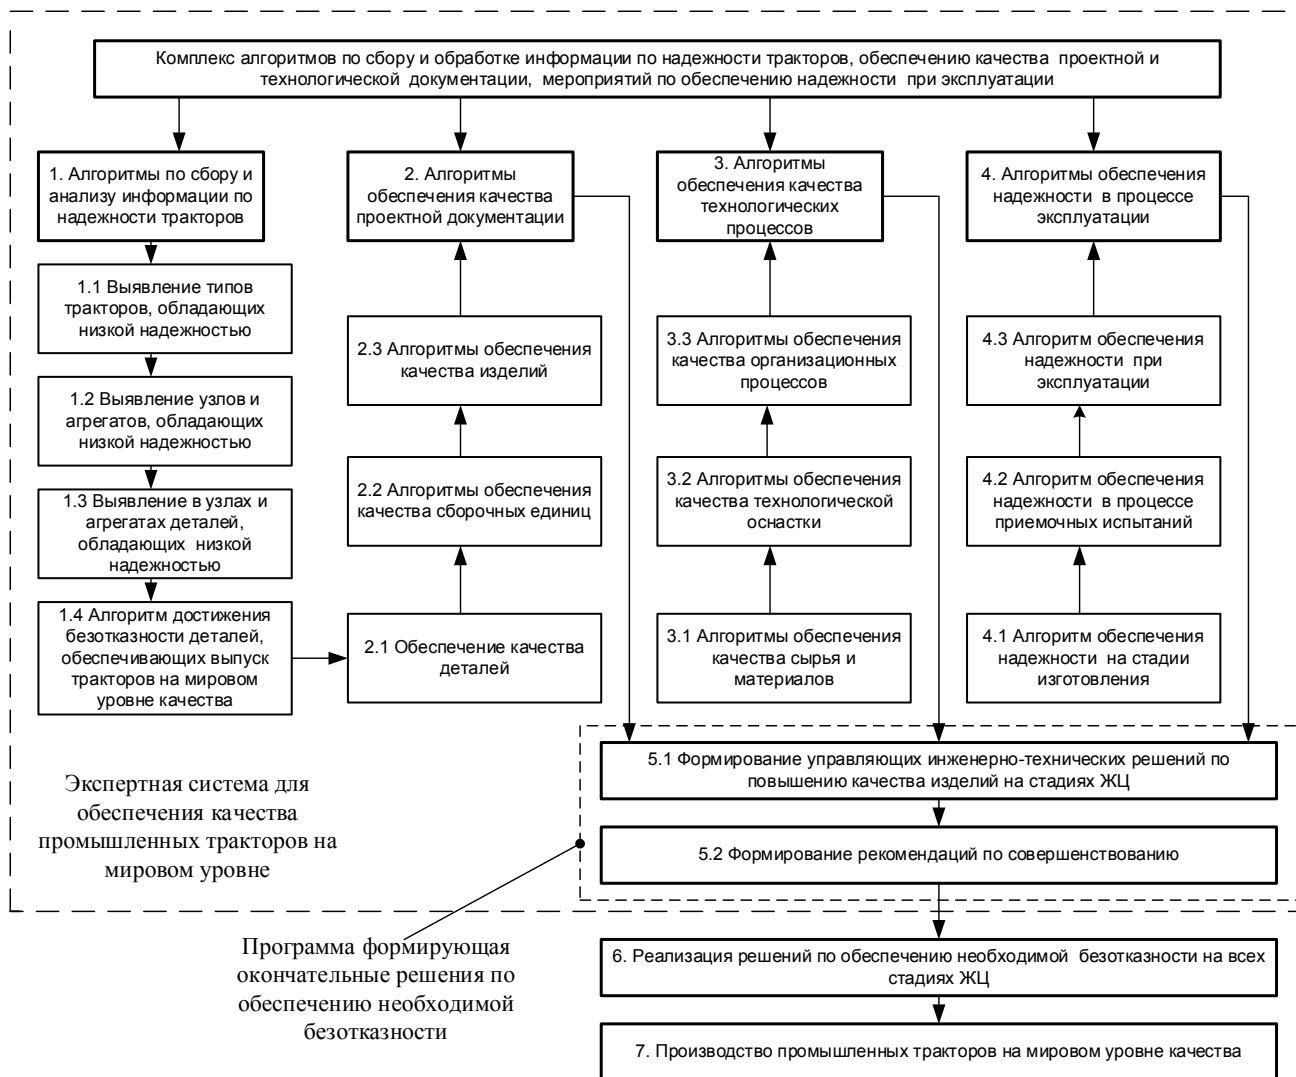 Комплекс алгоритмов по сбору и обработке информации по надежности тракторов, обеспечению качества проектной и
технологической документации, мероприятий по обеспечению надежности при эксплуатации
1. Алгоритмы по сбору и
анализу информации по
надежности тракторов
2. Алгоритмы
обеспечения качества
проектной документации
3. Алгоритмы
обеспечения качества
технологических
процессов
4. Алгоритмы обеспечения
надежности в процессе
эксплуатации
1.1 Выявление типов
тракторов, обладающих
низкой надежностью
2.3 Алгоритмы обеспечения
качества изделий
3.3 Алгоритмы обеспечения
качества организационных
процессов
4.3 Алгоритм обеспечения
надежности при
эксплуатации
1.2 Выявление узлов и
агрегатов, обладающих
низкой надежностью
2.2 Алгоритмы обеспечения
качества сборочных единиц
3.2 Алгоритмы обеспечения
качества технологической
оснастки
4.2 Алгоритм обеспечения
надежности в процессе
приемочных испытаний
1.3 Выявление в узлах и
агрегатах деталей,
обладающих низкой
надежностью
1.4 Алгоритм достижения
безотказности деталей,
обеспечивающих выпуск
тракторов на мировом
уровне качества
2.1 Обеспечение качества
деталей
3.1 Алгоритмы обеспечения
качества сырья и
материалов
4.1 Алгоритм обеспечения
надежности на стадии
изготовления
5.1 Формирование управляющих инженерно-технических решений по
повышению качества изделий на стадиях ЖЦ
Экспертная система для
обеспечения качества
промышленных тракторов на
мировом уровне
5.2 Формирование рекомендаций по совершенствованию
Программа формирующая
окончательные решения по
обеспечению необходимой
безотказности
6. Реализация решений по обеспечению необходимой безотказности на всех
стадиях ЖЦ
7. Производство промышленных тракторов на мировом уровне качества